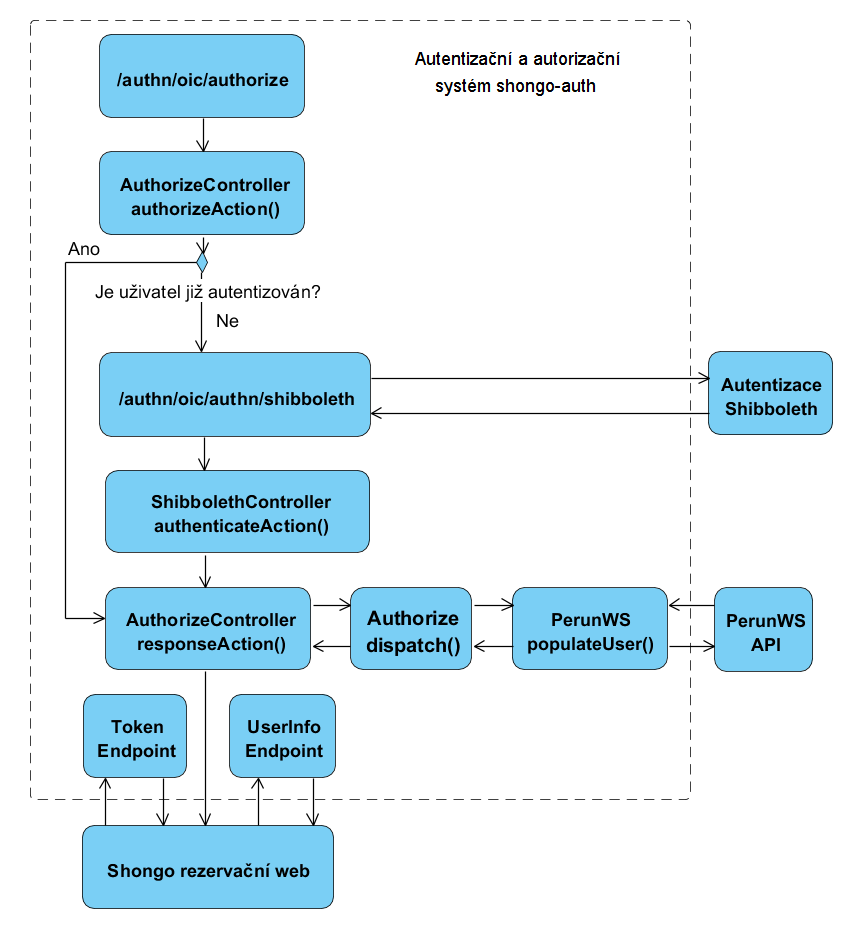 Autentizační a autorizační
systém shongo-auth
/authn/oic/authorize
AuthorizeController
authorizeAction()
Ano
Je uživatel již autentizován?
Ne
/authn/oic/authn/shibboleth
Autentizace
Shibboleth
ShibbolethController
authenticateAction()
AuthorizeController
responseAction()
Authorize
dispatch()
PerunWS
populateUser()
PerunWS
API
Token
Endpoint
UserInfo
Endpoint
Shongo rezervační web